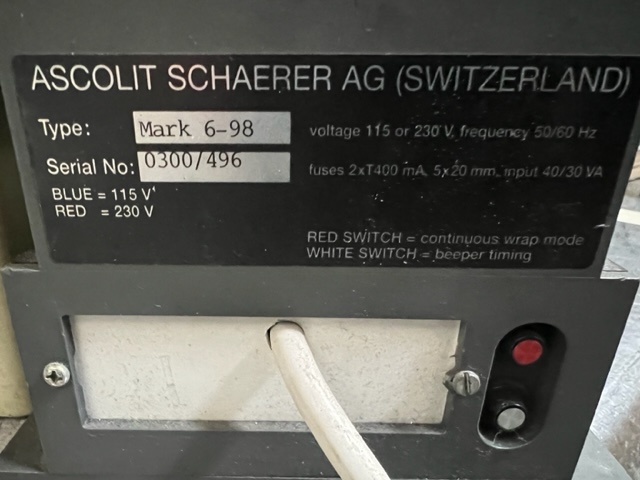 ASCOLIT SCHAERER AG (SWITZERLAND)
Type: Mark 6-98 voltage 115 or 230 V, frequency 50/60 Hz
Serial No: 0300/496 fuses 2xT400 mA, 5x20 mm, input 40/30 VA
BLUE = 115 V
RED = 230 V
RED SWITCH = continuous wrap mode
WHITE SWITCH = beeper timing